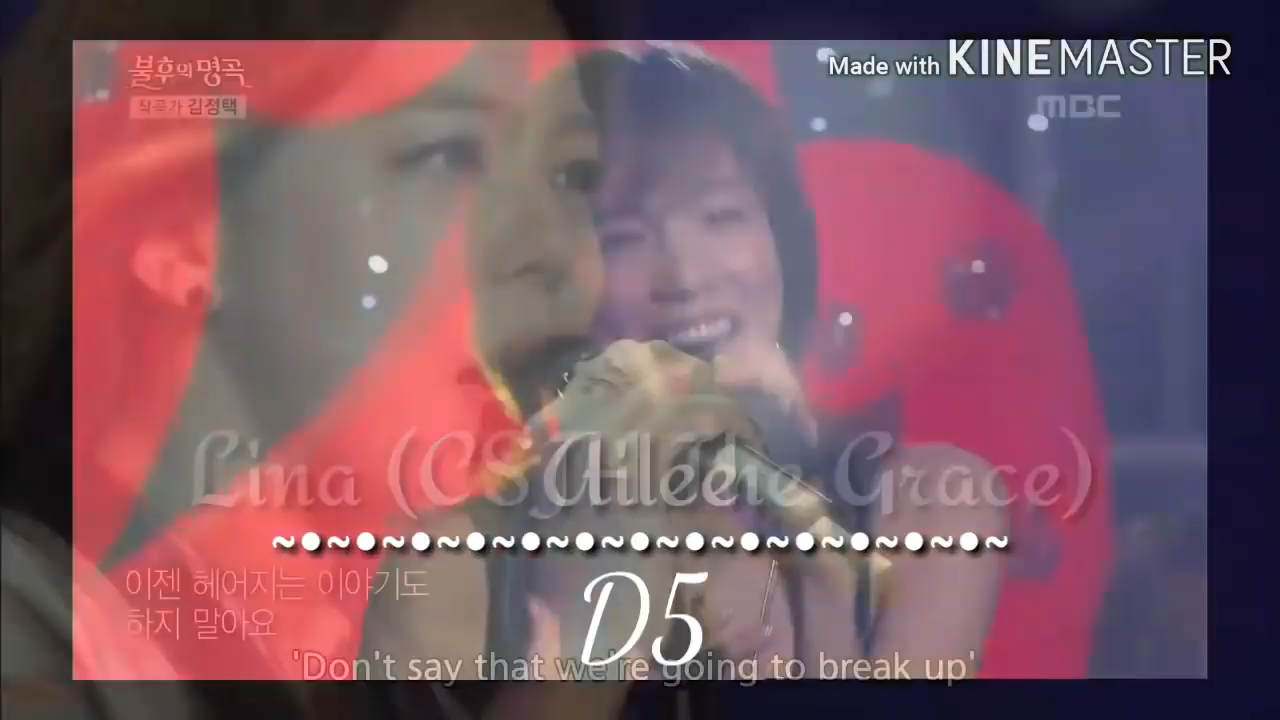 Made with KINEMASTER
불후의 명곡
작곡가 김정택
MBC
Lina (CSJH
Ailee
Grace)
~●~●~●~●~●~●~●~●~●~●~●~●~●~
D5
이젠 헤어지는 이야기도
하지 말아요
'Don't say that we're going to break up'